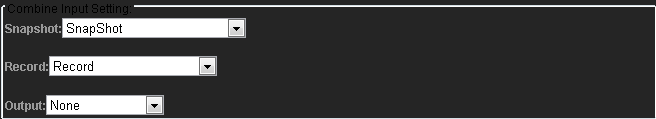 Combine Input Setting:
Snapshot: SnapShot
Record: Record
Output: None